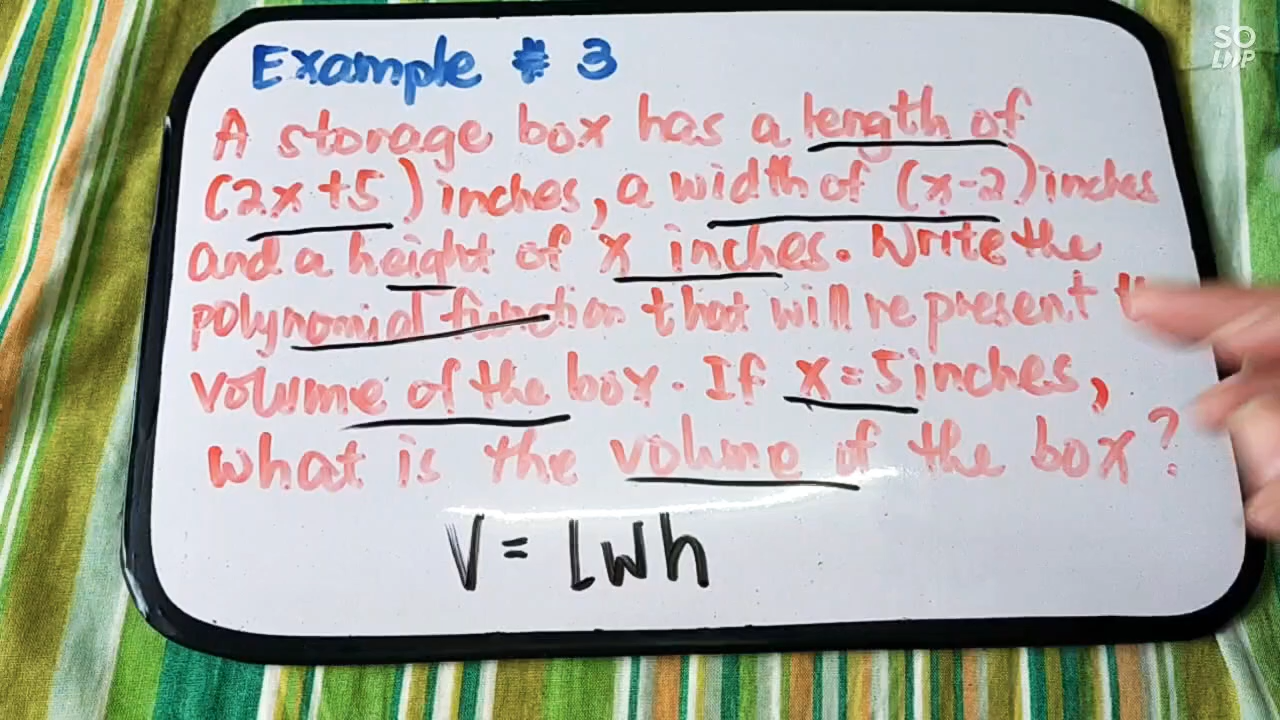 SO
LOOP
Example # 3
A storage box has a length of
(2x+5) inches, a width of (x-2) inches
and a height of x inches. Write the
polynomial function that will represent
volume of the box. If x=5 inches,
what is the volume of the box?
V = lwh